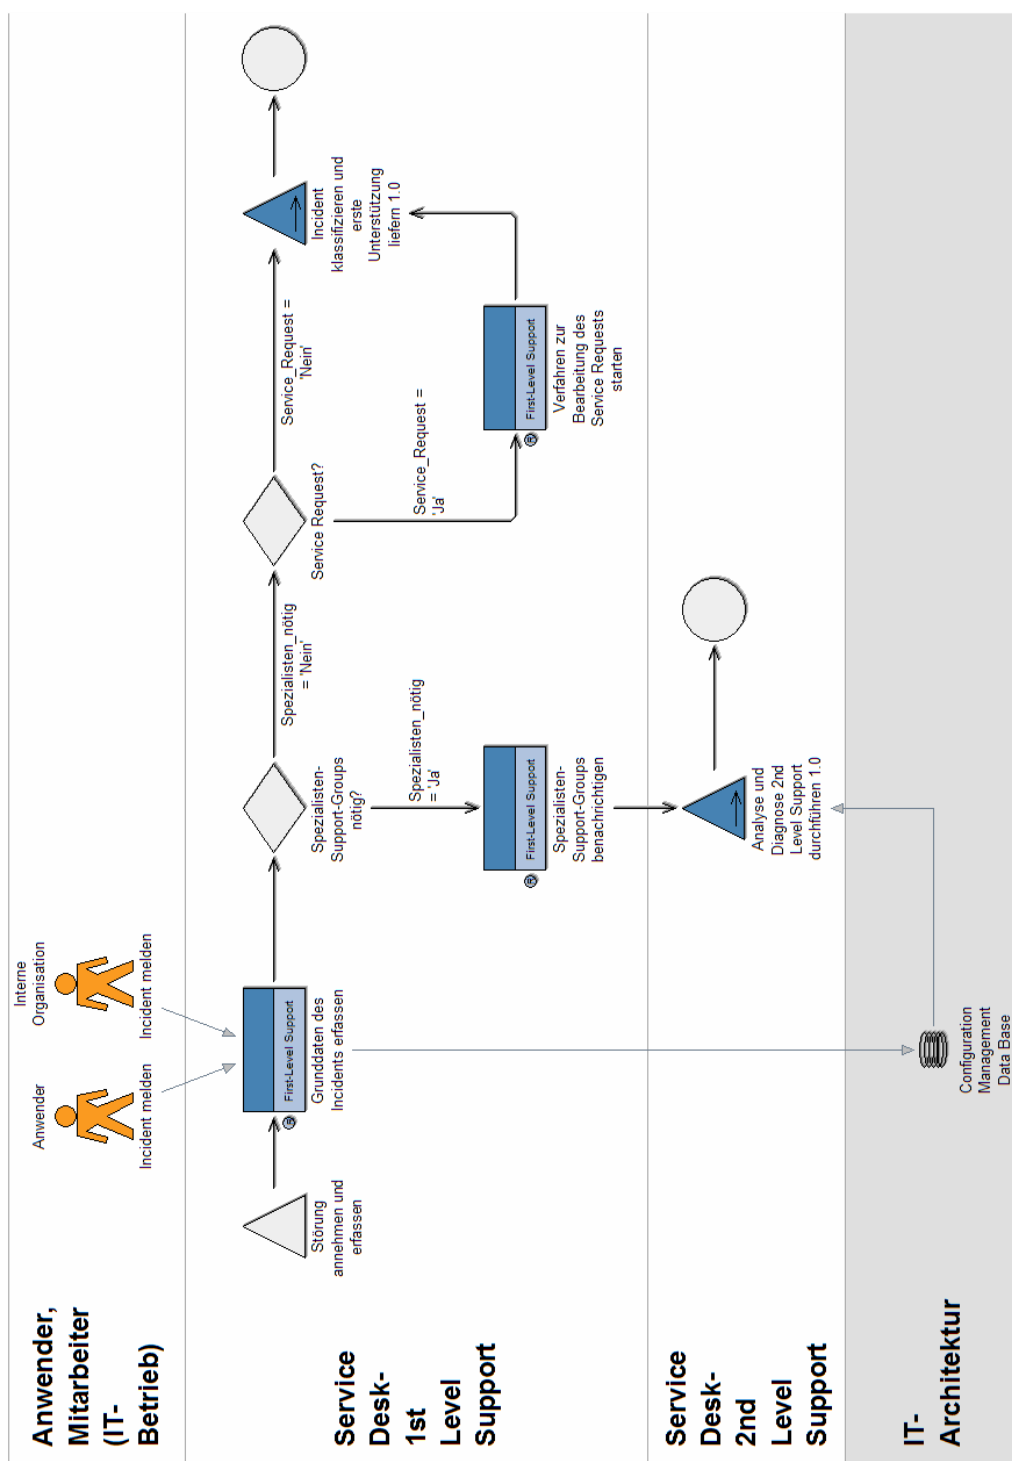 Anwender,
Mitarbeiter
(IT-
Betrieb)
Anwender
Incident melden
Interne
Organisation
Incident melden
Service
Desk-
1st
Level
Support
Störung
annehmen und
erfassen
First-Level Support
Grunddaten des
Incidents erfassen
Spezialisten-
Support-Groups
nötig?
Spezialisten_nötig
= 'Nein'
Service Request?
Service_Request =
'Nein'
Incident
klassifizieren und
erste
Unterstützung
liefern 1.0
Spezialisten_nötig
= 'Ja'
First-Level Support
Spezialisten-
Support-Groups
benachrichtigen
Service_Request =
'Ja'
First-Level Support
Verfahren zur
Bearbeitung des
Service Requests
starten
Service
Desk-
2nd
Level
Support
Analyse und
Diagnose 2nd
Level Support
durchführen 1.0
IT-
Architektur
Configuration
Management
Data Base